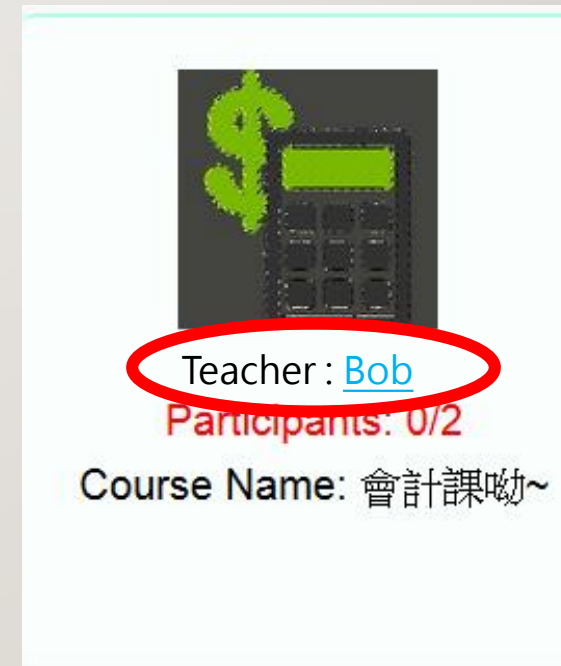 Teacher : Bob
Participants: 0/2
Course Name: 會計課呦~